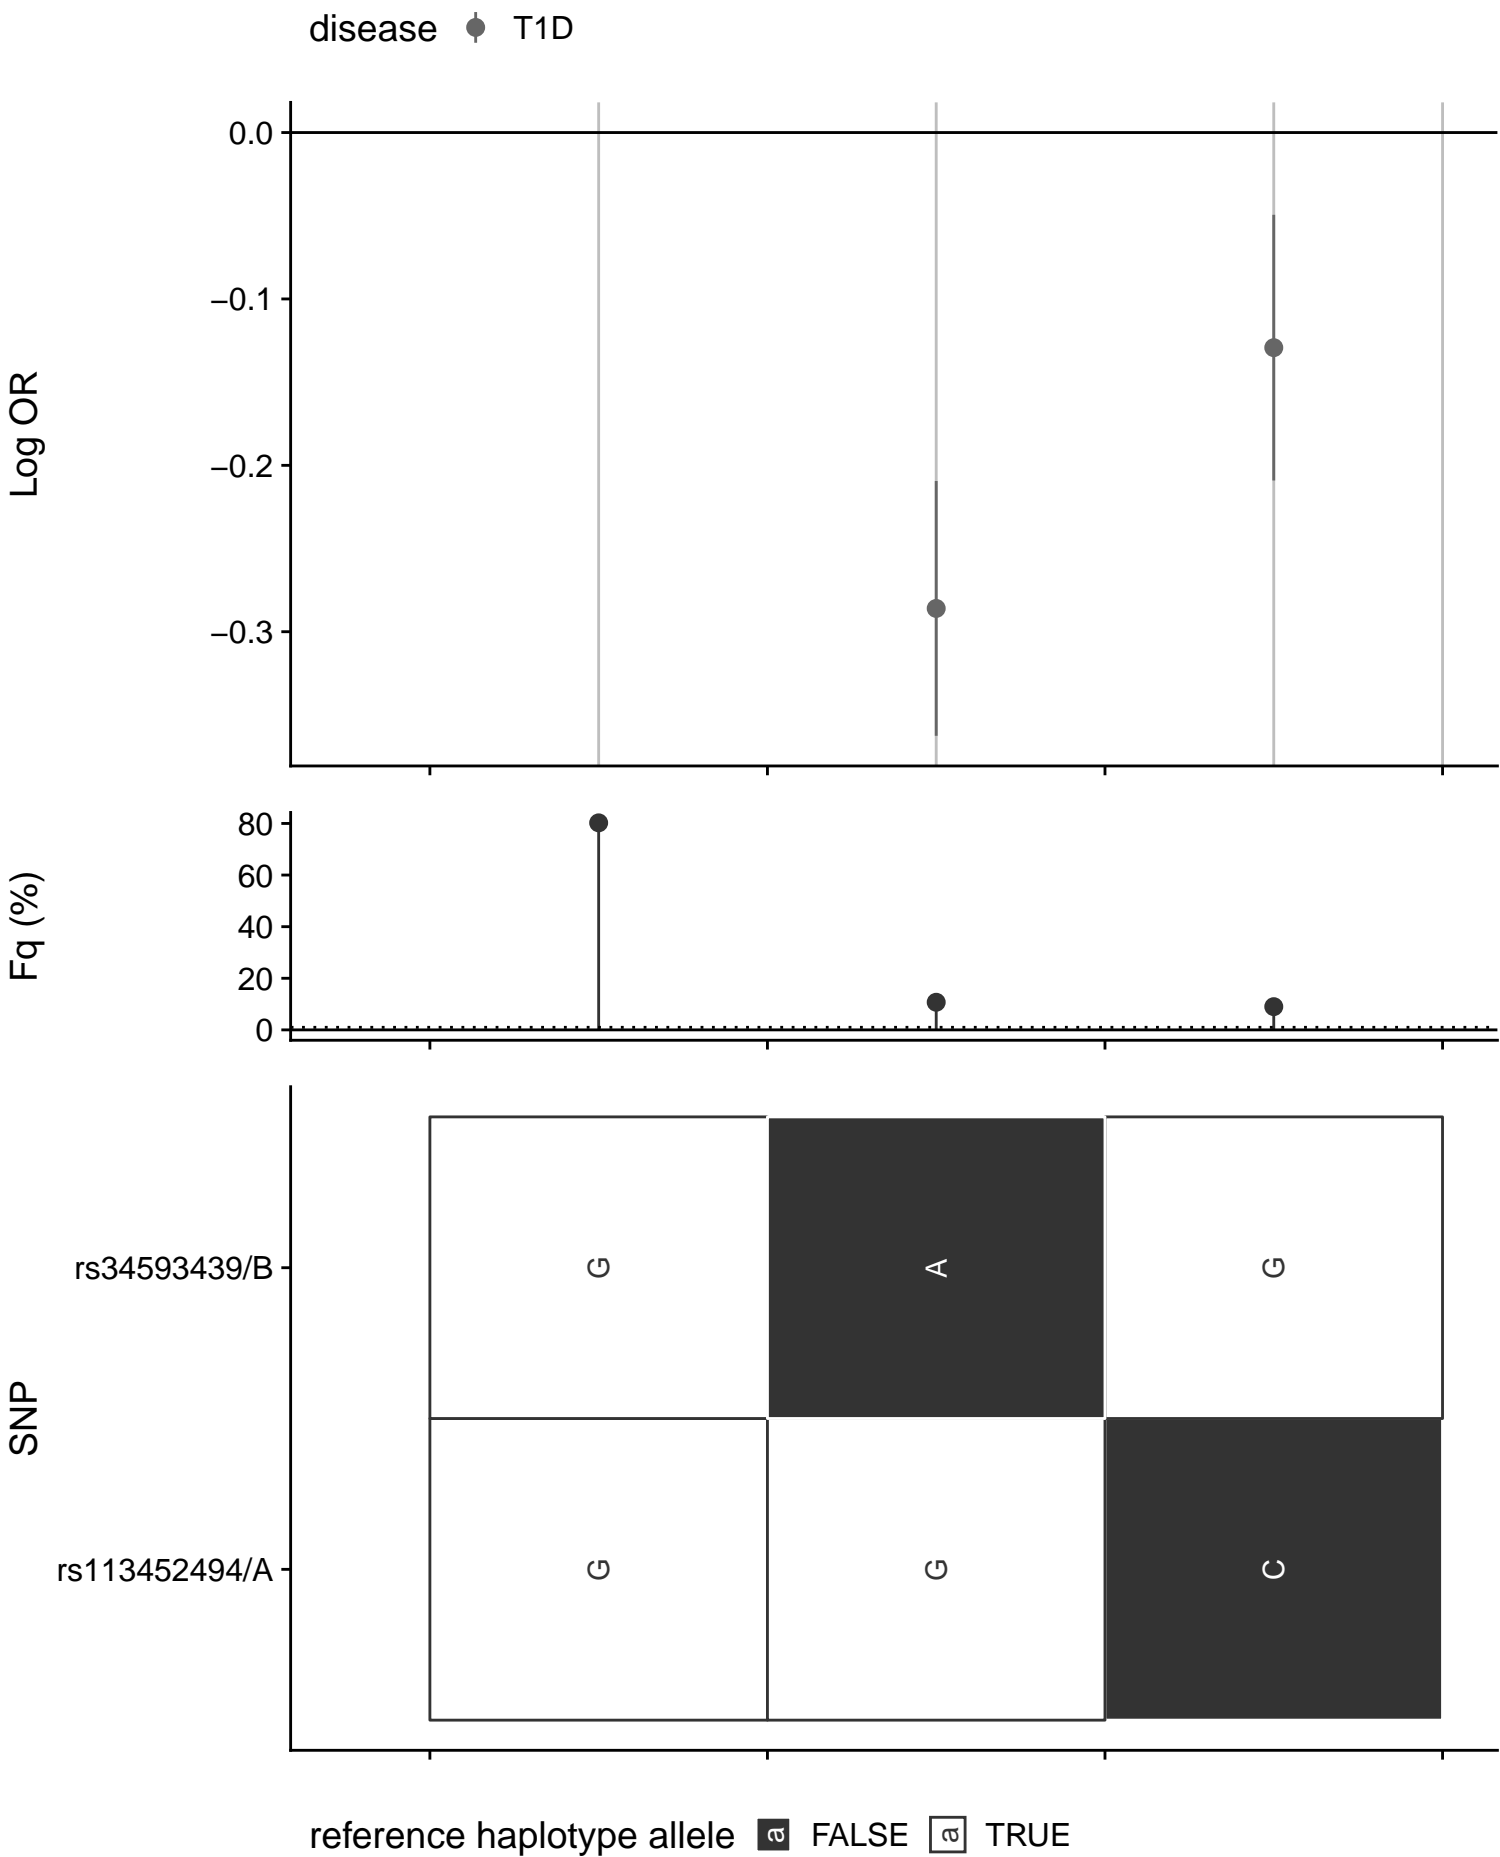 disease T1D
0.0
−0.1
−0.2
−0.3
Log OR
80
60
40
20
0
Fq (%)
rs34593439/B G A G
SNP
rs113452494/A G G C
reference haplotype allele a FALSE a TRUE